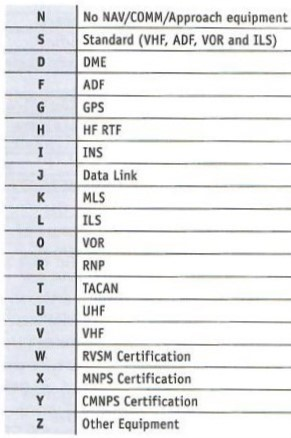 N No NAV/COMM/Approach equipment
S Standard (VHF, ADF, VOR and ILS)
D DME
F ADF
G GPS
H HF RTF
I INS
J Data Link
K MLS
L ILS
O VOR
R RNP
T TACAN
U UHF
V VHF
W RVSM Certification
X MNPS Certification
Y CMNPS Certification
Z Other Equipment